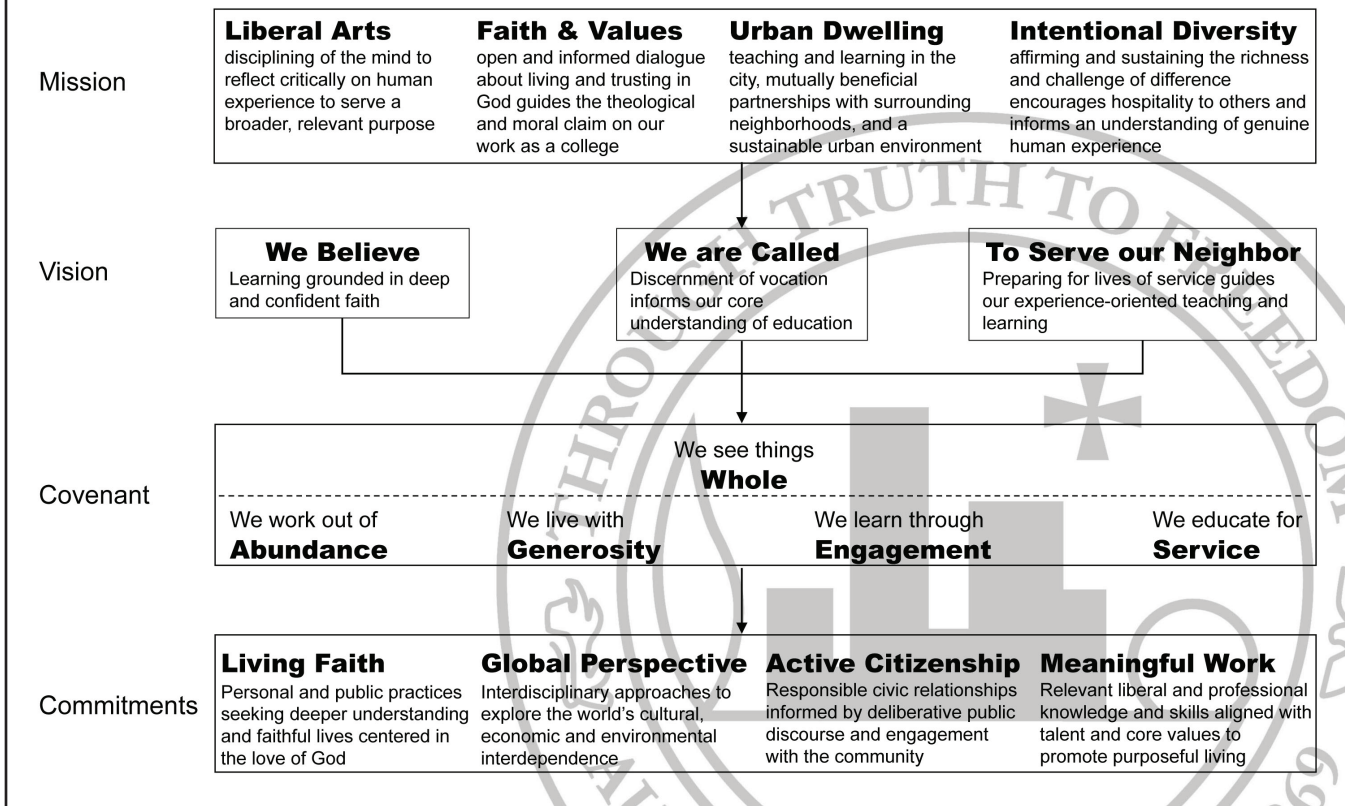 Mission
Liberal Arts
disciplining of the mind to
reflect critically on human
experience to serve a
broader, relevant purpose
Faith & Values
open and informed dialogue
about living and trusting in
God guides the theological
and moral claim on our
work as a college
Urban Dwelling
teaching and learning in the
city, mutually beneficial
partnerships with surrounding
neighborhoods, and a
sustainable urban environment
Intentional Diversity
affirming and sustaining the richness
and challenge of difference
encourages hospitality to others and
informs an understanding of genuine
human experience
Vision
We Believe
Learning grounded in deep
and confident faith
We are Called
Discernment of vocation
informs our core
understanding of education
To Serve our Neighbor
Preparing for lives of service guides
our experience-oriented teaching and
learning
Covenant
We see things
Whole
We work out of
Abundance
We live with
Generosity
We learn through
Engagement
We educate for
Service
Commitments
Living Faith
Personal and public practices
seeking deeper understanding
and faithful lives centered in
the love of God
Global Perspective
Interdisciplinary approaches to
explore the world's cultural,
economic and environmental
interdependence
Active Citizenship
Responsible civic relationships
informed by deliberative public
discourse and engagement
with the community
Meaningful Work
Relevant liberal and professional
knowledge and skills aligned with
talent and core values to
promote purposeful living
THROUGH TRUTH TO FREEDOM